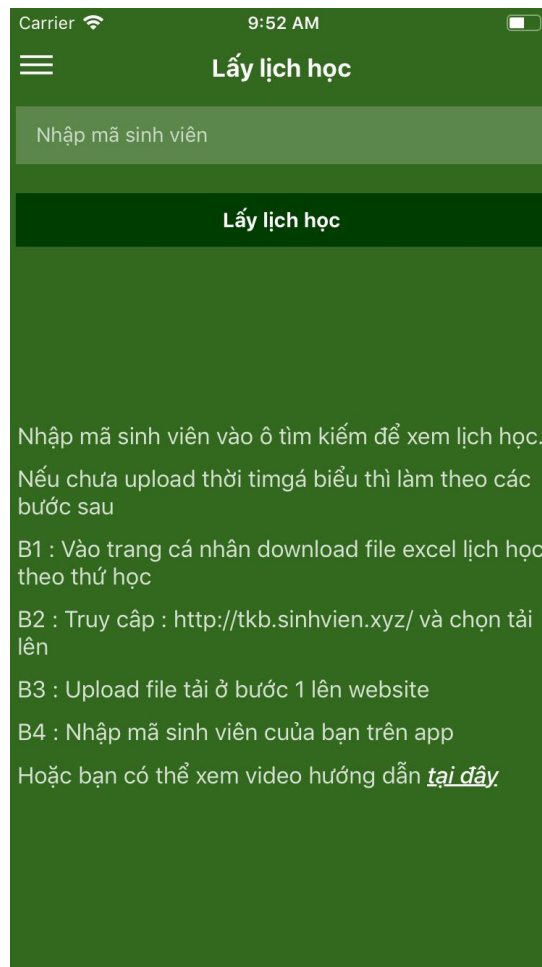 Carrier 9:52 AM
Lấy lịch học
Nhập mã sinh viên
Lấy lịch học
Nhập mã sinh viên vào ô tìm kiếm để xem lịch học.
Nếu chưa upload thời timgá biểu thì làm theo các
bước sau
B1 : Vào trang cá nhân download file excel lịch học
theo thứ học
B2 : Truy câp : http://tkb.sinhvien.xyz/ và chọn tải
lên
B3 : Upload file tải ở bước 1 lên website
B4 : Nhập mã sinh viên cuủa bạn trên app
Hoặc bạn có thể xem video hướng dẫn tại đây